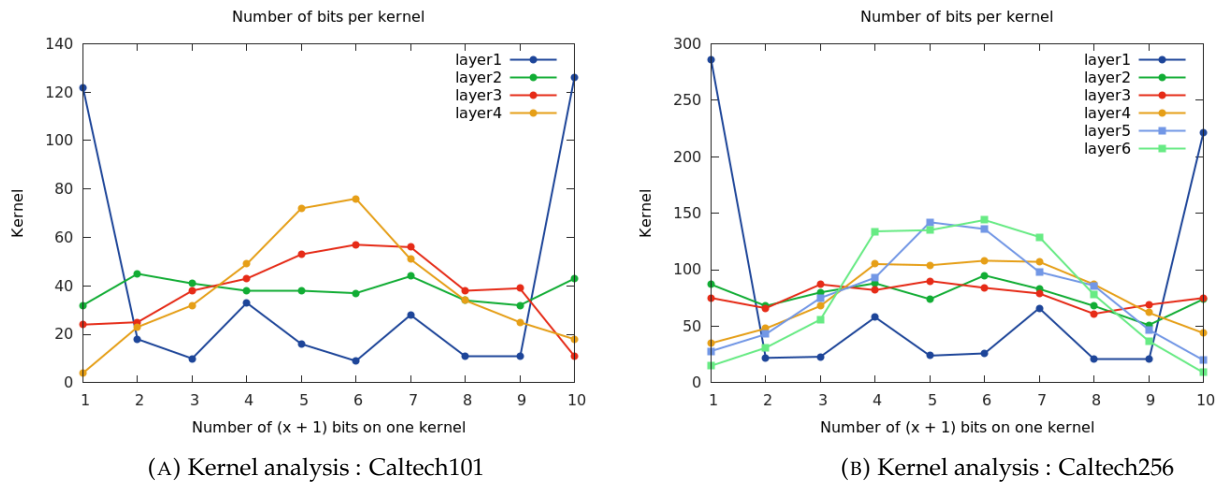 Number of bits per kernel
140
120
100
80
60
40
20
0
Kernel
layer1
layer2
layer3
layer4
1 2 3 4 5 6 7 8 9 10
Number of (x + 1) bits on one kernel
(A) Kernel analysis : Caltech101
Number of bits per kernel
300
250
200
150
100
50
0
Kernel
layer1
layer2
layer3
layer4
layer5
layer6
1 2 3 4 5 6 7 8 9 10
Number of (x + 1) bits on one kernel
(B) Kernel analysis : Caltech256